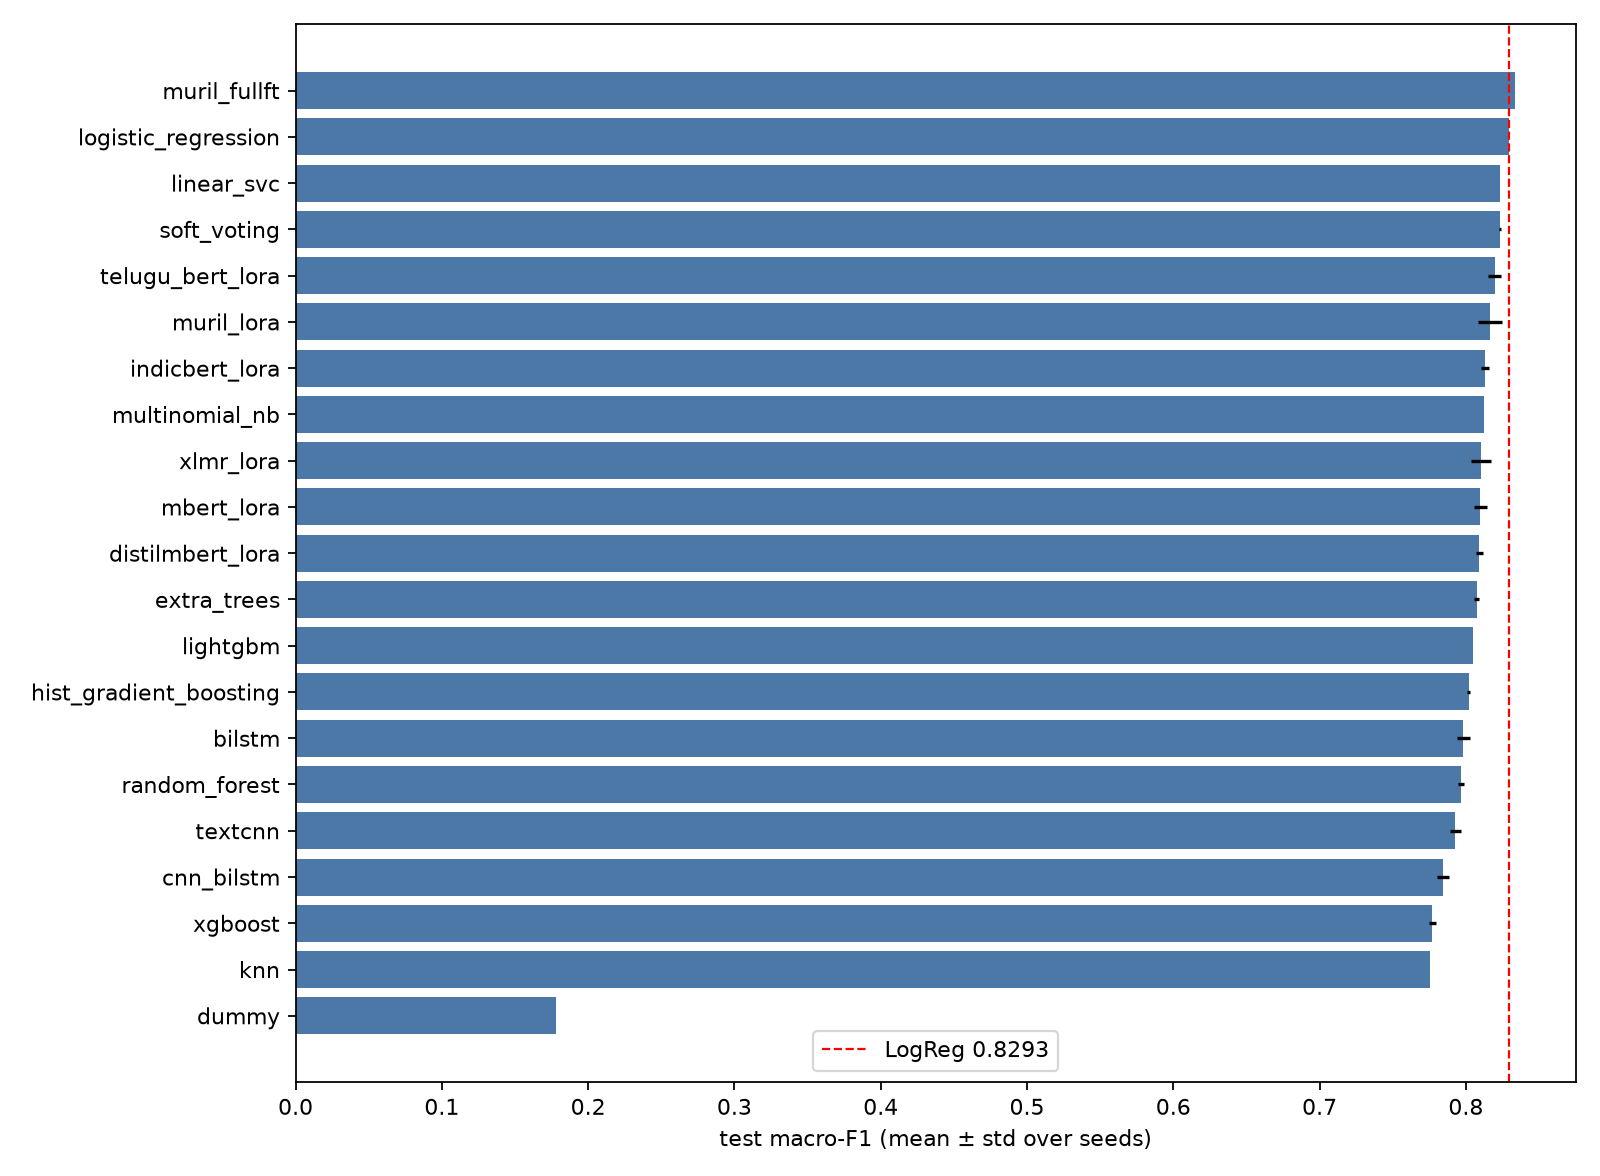 muril_fullft
logistic_regression
linear_svc
soft_voting
telugu_bert_lora
muril_lora
indicbert_lora
multinomial_nb
xlmr_lora
mbert_lora
distilmbert_lora
extra_trees
lightgbm
hist_gradient_boosting
bilstm
random_forest
textcnn
cnn_bilstm
xgboost
knn
dummy
LogReg 0.8293
0.0 0.1 0.2 0.3 0.4 0.5 0.6 0.7 0.8
test macro-F1 (mean ± std over seeds)